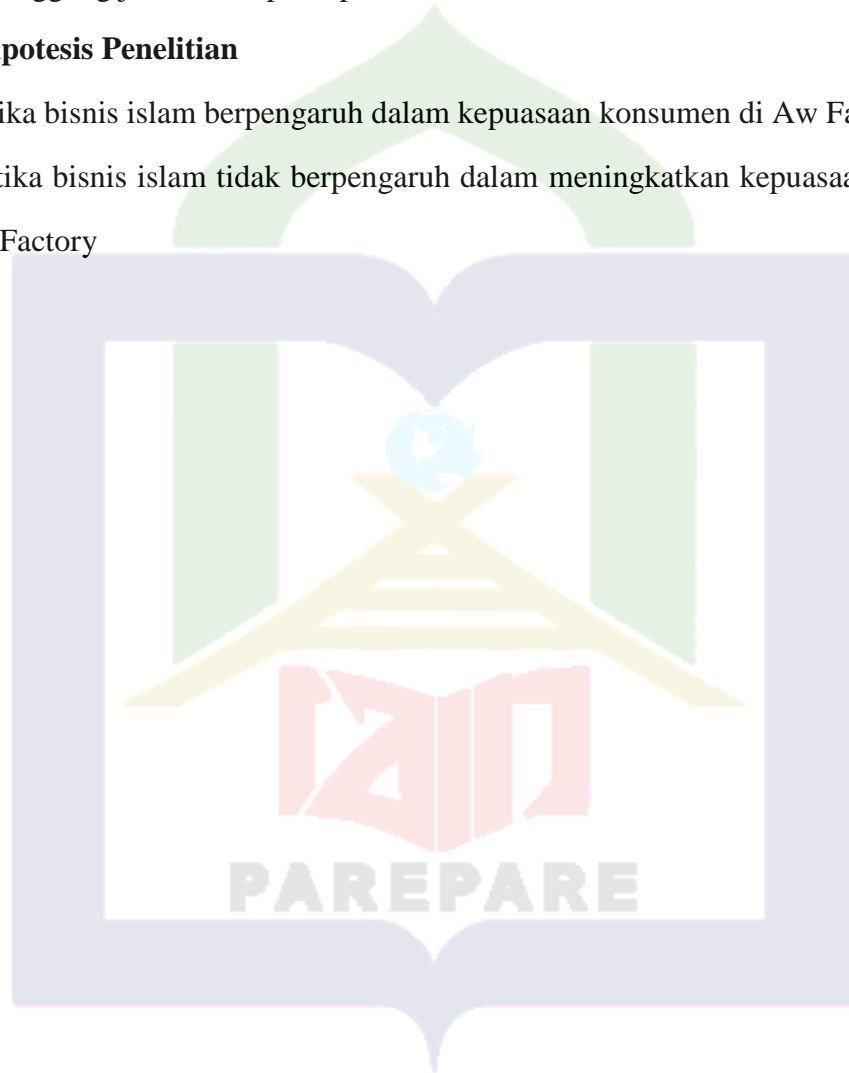 potesis Penelitian
ika bisnis islam berpengaruh dalam kepuasaan konsumen di Aw Fa
tika bisnis islam tidak berpengaruh dalam meningkatkan kepuasaa
Factory
iain
PAREPARE